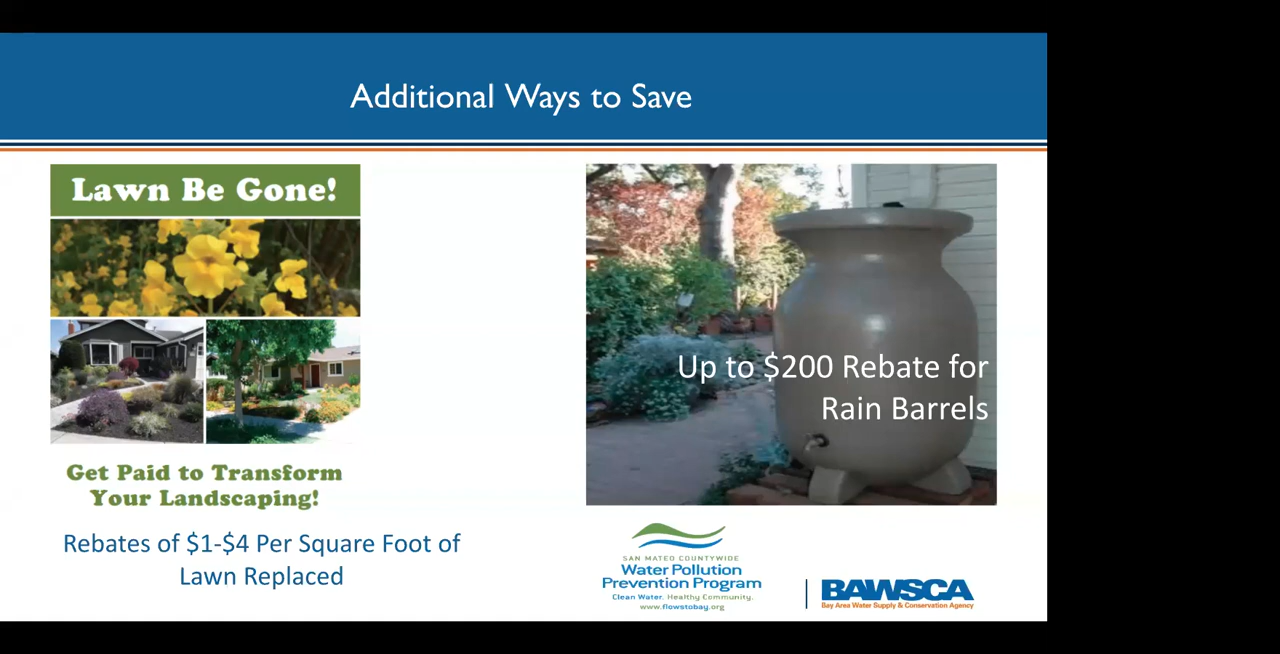 Additional Ways to Save
Lawn Be Gone!
Get Paid to Transform
Your Landscaping!
Rebates of $1-$4 Per Square Foot of
Lawn Replaced
Up to $200 Rebate for
Rain Barrels
SAN MATEO COUNTYWIDE
Water Pollution
Prevention Program
Clean Water. Healthy Community.
www.flowstobay.org
BAWSCA
Bay Area Water Supply & Conservation Agency